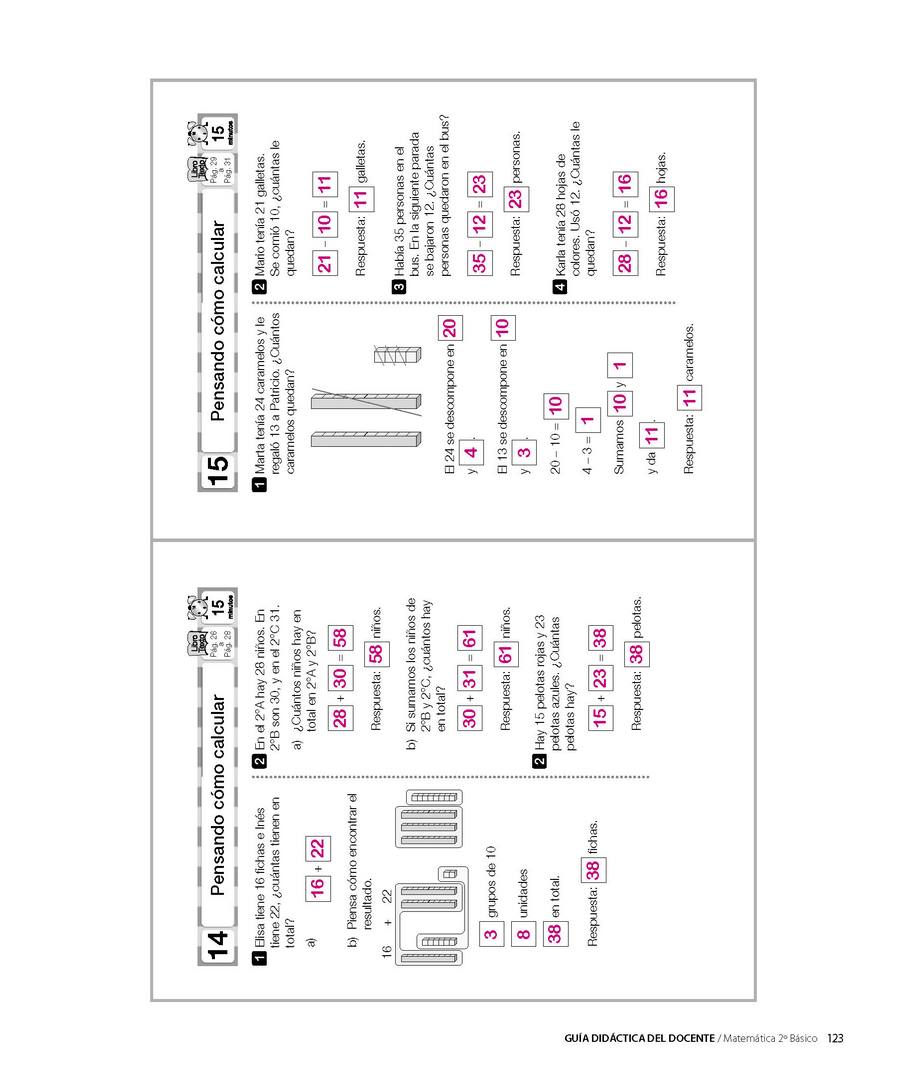 14
Pensando cómo calcular
Libro
Texto
Pág. 26
a
Pág. 28
15
minutos
1 Elisa tiene 16 fichas e Inés
tiene 22, ¿cuántas tienen en
total?
a)
16 + 22
b) Piensa cómo encontrar el
resultado.
16 + 22
3 grupos de 10
8 unidades
38 en total.
Respuesta: 38 fichas.
2 En el 2°A hay 28 niños. En
2°B son 30, y en el 2°C 31.
a) ¿Cuántos niños hay en
total en 2°A y 2°B?
28 + 30 = 58
Respuesta: 58 niños.
b) Si sumamos los niños de
2°B y 2°C, ¿cuántos hay
en total?
30 + 31 = 61
Respuesta: 61 niños.
2 Hay 15 pelotas rojas y 23
pelotas azules. ¿Cuántas
pelotas hay?
15 + 23 = 38
Respuesta: 38 pelotas.
15
Pensando cómo calcular
Libro
Texto
Pág. 29
a
Pág. 31
15
minutos
1 Marta tenía 24 caramelos y le
regaló 13 a Patricio. ¿Cuántos
caramelos quedan?
El 24 se descompone en 20
y 4 .
El 13 se descompone en 10
y 3 .
20 – 10 = 10
4 – 3 = 1
Sumamos 10 y 1
y da 11 .
Respuesta: 11 caramelos.
2 Mario tenía 21 galletas.
Se comió 10, ¿cuántas le
quedan?
21 – 10 = 11
Respuesta: 11 galletas.
3 Había 35 personas en el
bus. En la siguiente parada
se bajaron 12. ¿Cuántas
personas quedaron en el bus?
35 – 12 = 23
Respuesta: 23 personas.
4 Karla tenía 28 hojas de
colores. Usó 12. ¿Cuántas le
quedan?
28 – 12 = 16
Respuesta: 16 hojas.
GUÍA DIDÁCTICA DEL DOCENTE / Matemática 2º Básico 123